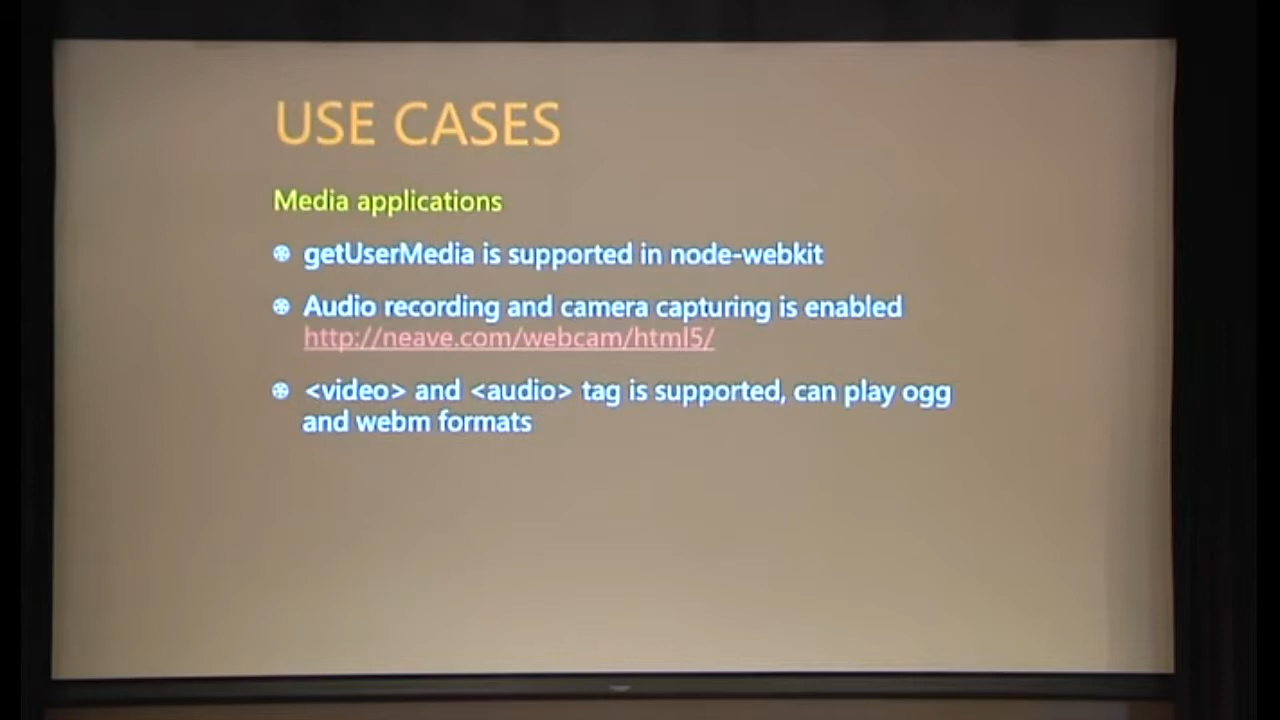 USE CASES
Media applications
getUserMedia is supported in node-webkit
Audio recording and camera capturing is enabled
http://neave.com/webcam/html5/
<video> and <audio> tag is supported, can play ogg
and webm formats